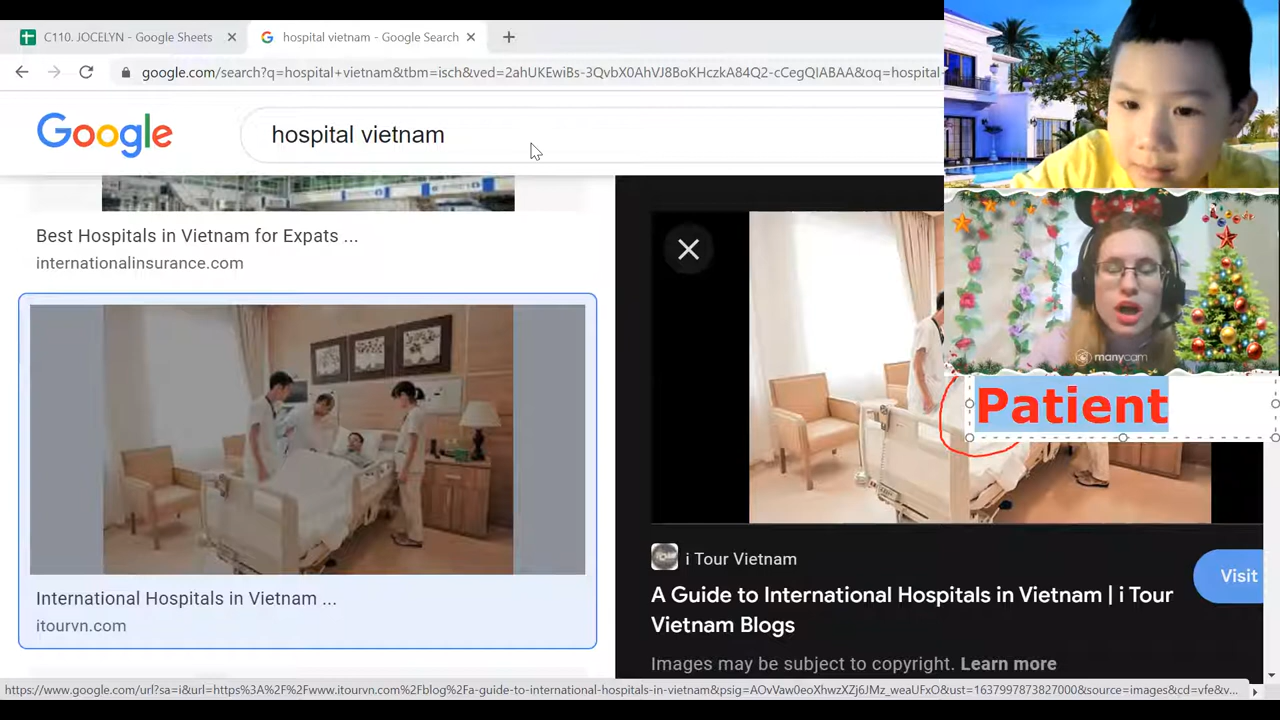 C110. JOCELYN - Google Sheets
hospital vietnam - Google Search
google.com/search?q=hospital+vietnam&tbm=isch&ved=2ahUKEwiBs-3QvbX0AhVJ8BoKHczkA84Q2-cCegQIABAA&oq=hospital
Google
hospital vietnam
Best Hospitals in Vietnam for Expats ...
internationalinsurance.com
International Hospitals in Vietnam ...
itourvn.com
manycam
Patient
i Tour Vietnam
Visit
A Guide to International Hospitals in Vietnam | i Tour
Vietnam Blogs
Images may be subject to copyright. Learn more
https://www.google.com/url?sa=i&url=https%3A%2F%2Fwww.itourvn.com%2Fblog%2Fa-guide-to-international-hospitals-in-vietnam&psig=AOvVaw0eoXhwzXZj6JMz_weaUFxO&ust=1637997873827000&source=images&cd=vfe&v...